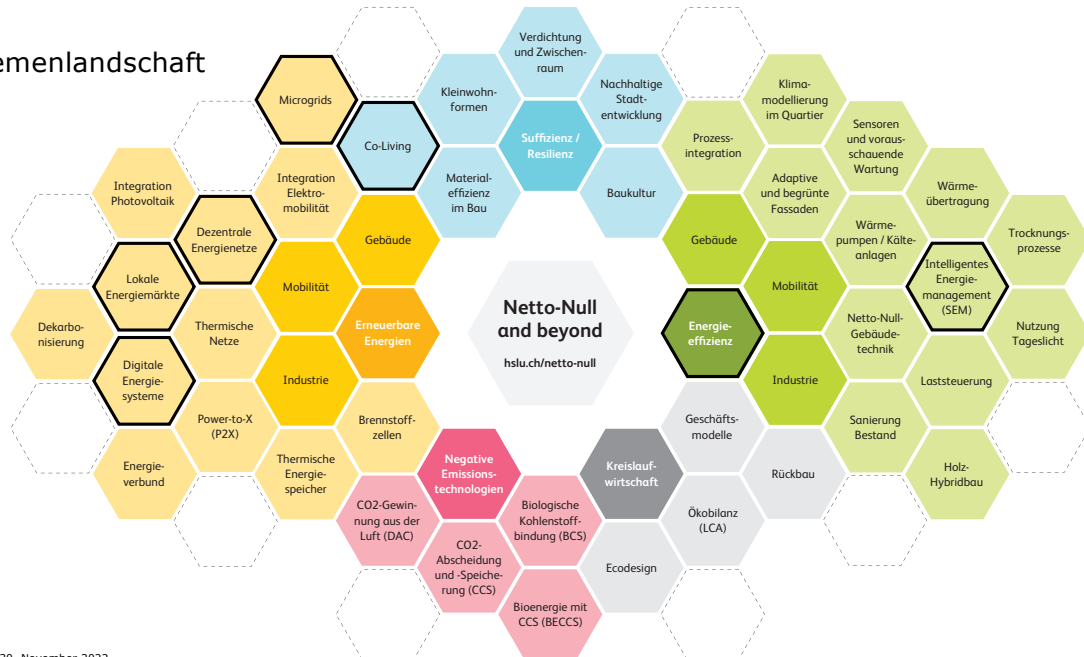 emenlandschaft
Verdichtung
und Zwischen-
raum
Kleinwohn-
formen
Nachhaltige
Stadt-
entwicklung
Klima-
modellierung
im Quartier
Microgrids
Co-Living
Suffizienz /
Resilienz
Prozess-
integration
Sensoren
und voraus-
schauende
Wartung
Integration
Photovoltaik
Integration
Elektro-
mobilität
Material-
effizienz
im Bau
Baukultur
Adaptive
und begrünte
Fassaden
Wärme-
übertragung
Dezentrale
Energienetze
Gebäude
Gebäude
Wärme-
pumpen / Kälte-
anlagen
Trocknungs-
prozesse
Lokale
Energiemärkte
Mobilität
Mobilität
Intelligentes
Energie-
management
(SEM)
Dekarbo-
nisierung
Thermische
Netze
Erneuerbare
Energien
Netto-Null
and beyond
hslu.ch/netto-null
Energie-
effizienz
Netto-Null-
Gebäude-
technik
Nutzung
Tageslicht
Digitale
Energie-
systeme
Industrie
Industrie
Laststeuerung
Power-to-X
(P2X)
Brennstoff-
zellen
Geschäfts-
modelle
Sanierung
Bestand
Energie-
verbund
Thermische
Energie-
speicher
Negative
Emissions-
technologien
Kreislauf-
wirtschaft
Rückbau
Holz-
Hybridbau
CO2-Gewin-
nung aus der
Luft (DAC)
Biologische
Kohlenstoff-
bindung (BCS)
Ökobilanz
(LCA)
CO2-
Abscheidung
und -Speiche-
rung (CCS)
Ecodesign
Bioenergie mit
CCS (BECCS)